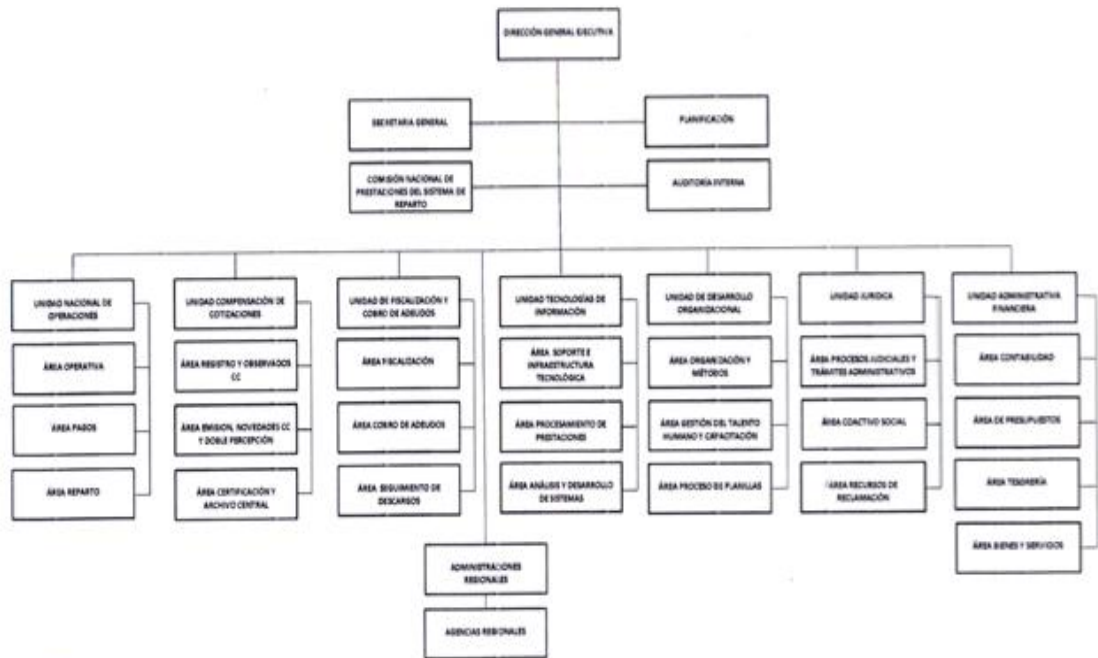 DIRECCIÓN GENERAL EJECUTIVA
SECRETARIA GENERAL
PLANIFICACIÓN
COMISIÓN NACIONAL DE
PRESTACIONES DEL SISTEMA DE
REPARTO
AUDITORÍA INTERNA
UNIDAD NACIONAL DE
OPERACIONES
ÁREA OPERATIVA
ÁREA PAGOS
ÁREA REPARTO
UNIDAD COMPENSACIÓN DE
COTIZACIONES
ÁREA REGISTRO Y OBSERVADOS
CC
ÁREA EMISION, NOVEDADES CC
Y DOBLE PERCEPCIÓN
ÁREA CERTIFICACIÓN Y
ARCHIVO CENTRAL
UNIDAD DE FISCALIZACIÓN Y
COBRO DE ADEUDOS
ÁREA FISCALIZACIÓN
ÁREA COBRO DE ADEUDOS
ÁREA SEGUIMIENTO DE
DESCARGOS
ADMINISTRACIONES
REGIONALES
AGENCIAS REGIONALES
UNIDAD TECNOLOGÍAS DE
INFORMACIÓN
ÁREA SOPORTE E
INFRAESTRUCTURA
TECNOLÓGICA
ÁREA PROCESAMIENTO DE
PRESTACIONES
ÁREA ANÁLISIS Y DESARROLLO
DE SISTEMAS
UNIDAD DE DESARROLLO
ORGANIZACIONAL
ÁREA ORGANIZACIÓN Y
MÉTODOS
ÁREA GESTIÓN DEL TALENTO
HUMANO Y CAPACITACIÓN
ÁREA PROCESO DE PLANILLAS
UNIDAD JURIDICA
ÁREA PROCESOS JUDICIALES Y
TRÁMITES ADMINISTRATIVOS
ÁREA COACTIVO SOCIAL
ÁREA RECURSOS DE
RECLAMACIÓN
UNIDAD ADMINISTRATIVA
FINANCIERA
ÁREA CONTABILIDAD
ÁREA DE PRESUPUESTOS
ÁREA TESORERÍA
ÁREA BIENES Y SERVICIOS